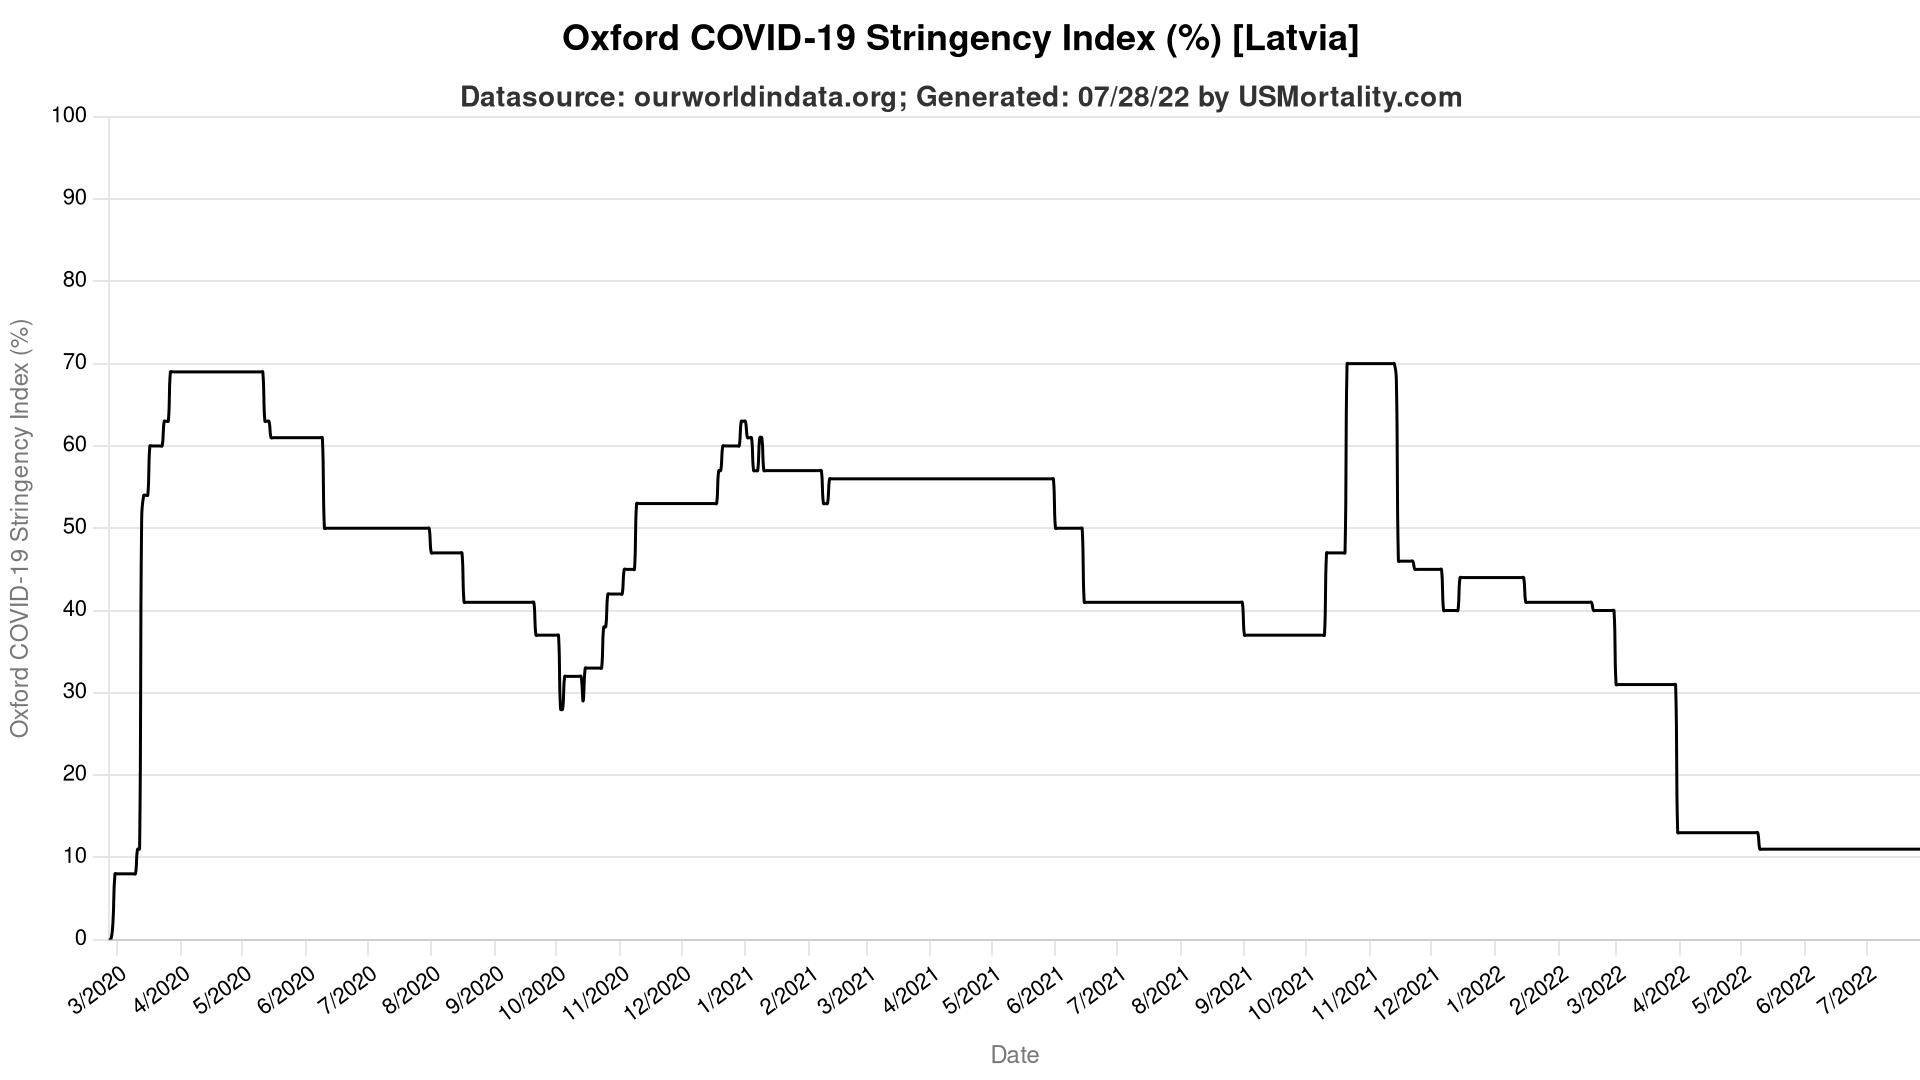 Oxford COVID-19 Stringency Index (%) [Latvia]
Datasource: ourworldindata.org; Generated: 07/28/22 by USMortality.com
Oxford COVID-19 Stringency Index (%)
100
90
80
70
60
50
40
30
20
10
0
3/2020 4/2020 5/2020 6/2020 7/2020 8/2020 9/2020 10/2020 11/2020 12/2020 1/2021 2/2021 3/2021 4/2021 5/2021 6/2021 7/2021 8/2021 9/2021 10/2021 11/2021 12/2021 1/2022 2/2022 3/2022 4/2022 5/2022 6/2022 7/2022
Date